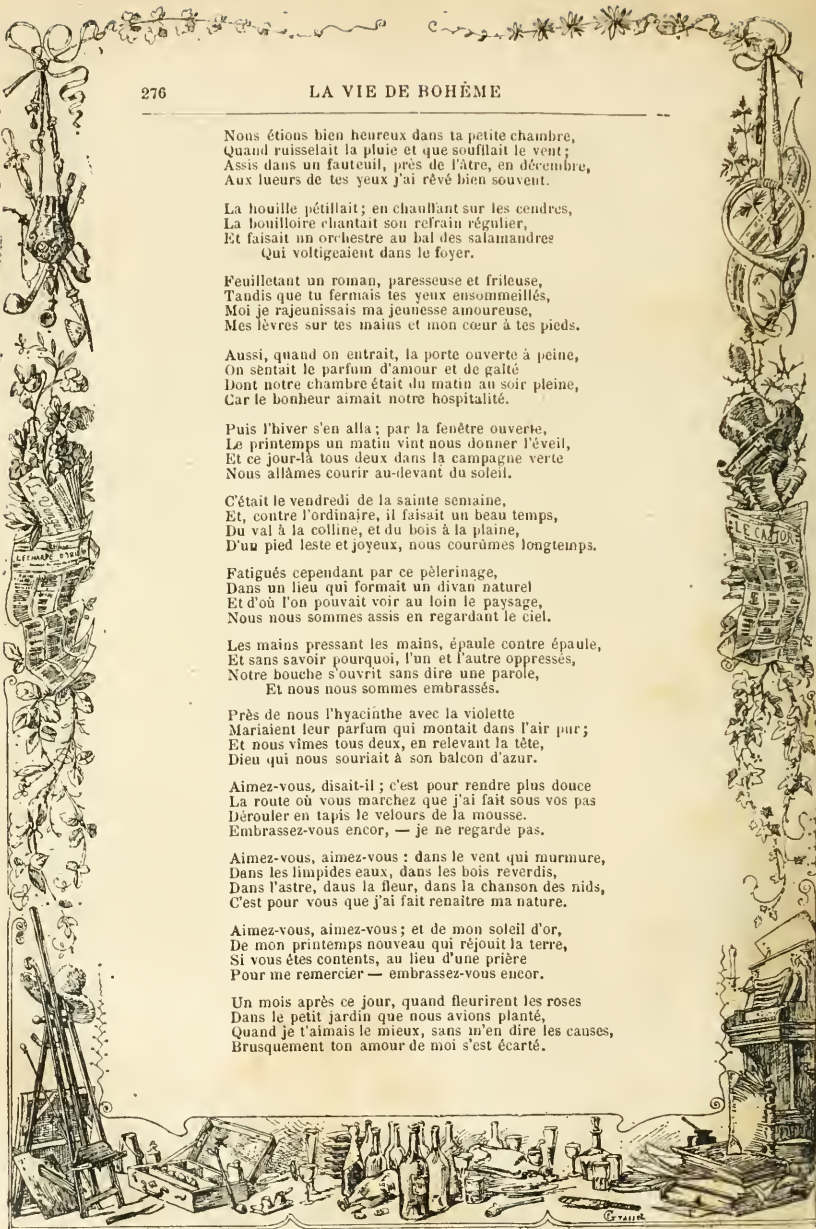 276 LA VIE DE BOHÊME
Nous étions bien heureux dans ta petite chambre,
Quand ruisselait la pluie et que soufflait le vent;
Assis dans un fauteuil, près de l'âtre, en décembre,
Aux lueurs de tes yeux j'ai rêvé bien souvent.
La houille pétillait; en chauffant sur les cendres,
La bouilloire chantait son refrain régulier,
Et faisait un orchestre au bal des salamandres
Qui voltigeaient dans le foyer.
Feuilletant un roman, paresseuse et frileuse,
Tandis que tu fermais tes yeux ensommeillés,
Moi je rajeunissais ma jeunesse amoureuse,
Mes lèvres sur tes mains et mon cœur à tes pieds.
Aussi, quand on entrait, la porte ouverte à peine,
On sentait le parfum d'amour et de gaîté
Dont notre chambre était du matin au soir pleine,
Car le bonheur aimait notre hospitalité.
Puis l'hiver s'en alla; par la fenêtre ouverte,
Le printemps un matin vint nous donner l'éveil,
Et ce jour-là tous deux dans la campagne verte
Nous allâmes courir au-devant du soleil.
C'était le vendredi de la sainte semaine,
Et, contre l'ordinaire, il faisait un beau temps,
Du val à la colline, et du bois à la plaine,
D'un pied leste et joyeux, nous courûmes longtemps.
Fatigués cependant par ce pèlerinage,
Dans un lieu qui formait un divan naturel
Et d'où l'on pouvait voir au loin le paysage,
Nous nous sommes assis en regardant le ciel.
Les mains pressant les mains, épaule contre épaule,
Et sans savoir pourquoi, l'un et l'autre oppressés,
Notre bouche s'ouvrit sans dire une parole,
Et nous nous sommes embrassés.
Près de nous l'hyacinthe avec la violette
Mariaient leur parfum qui montait dans l'air pur;
Et nous vîmes tous deux, en relevant la tête,
Dieu qui nous souriait à son balcon d'azur.
Aimez-vous, disait-il; c'est pour rendre plus douce
La route où vous marchez que j'ai fait sous vos pas
Dérouler en tapis le velours de la mousse.
Embrassez-vous encor, — je ne regarde pas.
Aimez-vous, aimez-vous : dans le vent qui murmure,
Dans les limpides eaux, dans les bois reverdis,
Dans l'astre, dans la fleur, dans la chanson des nids,
C'est pour vous que j'ai fait renaître ma nature.
Aimez-vous, aimez-vous; et de mon soleil d'or,
De mon printemps nouveau qui réjouit la terre,
Si vous êtes contents, au lieu d'une prière
Pour me remercier — embrassez-vous encor.
Un mois après ce jour, quand fleurirent les roses
Dans le petit jardin que nous avions planté,
Quand je t'aimais le mieux, sans m'en dire les causes,
Brusquement ton amour de moi s'est écarté.
LE CASTOR